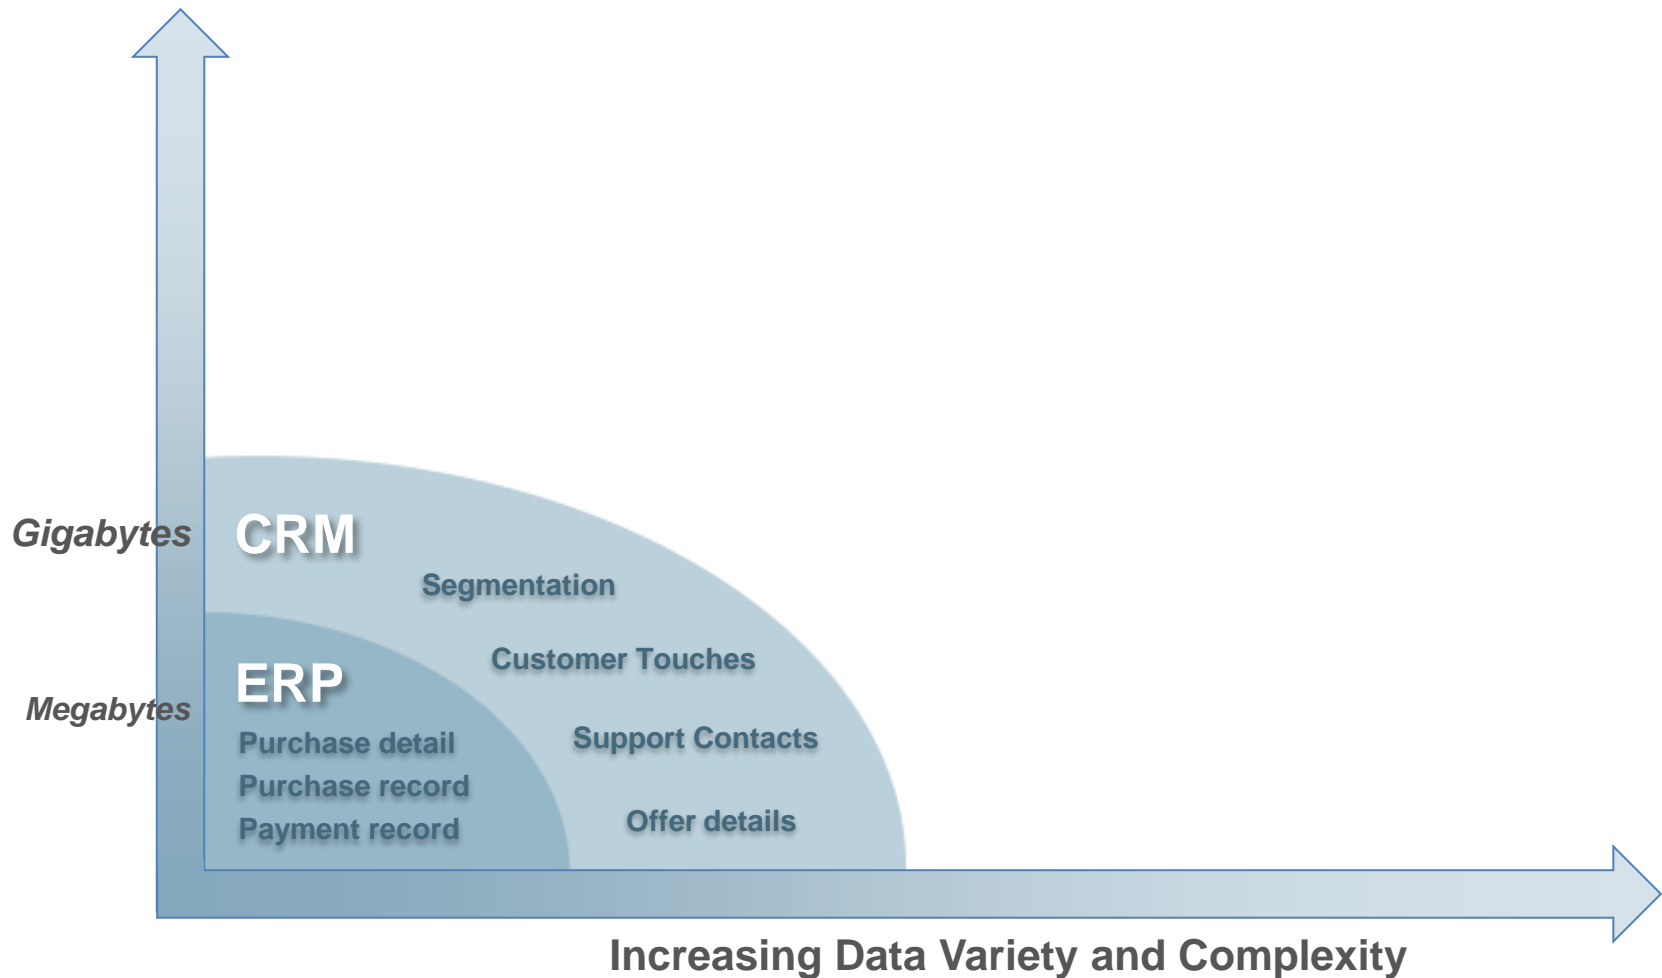 Gigabytes
CRM
Segmentation
Customer Touches
Megabytes
ERP
Purchase detail
Purchase record
Payment record
Support Contacts
Offer details
Increasing Data Variety and Complexity